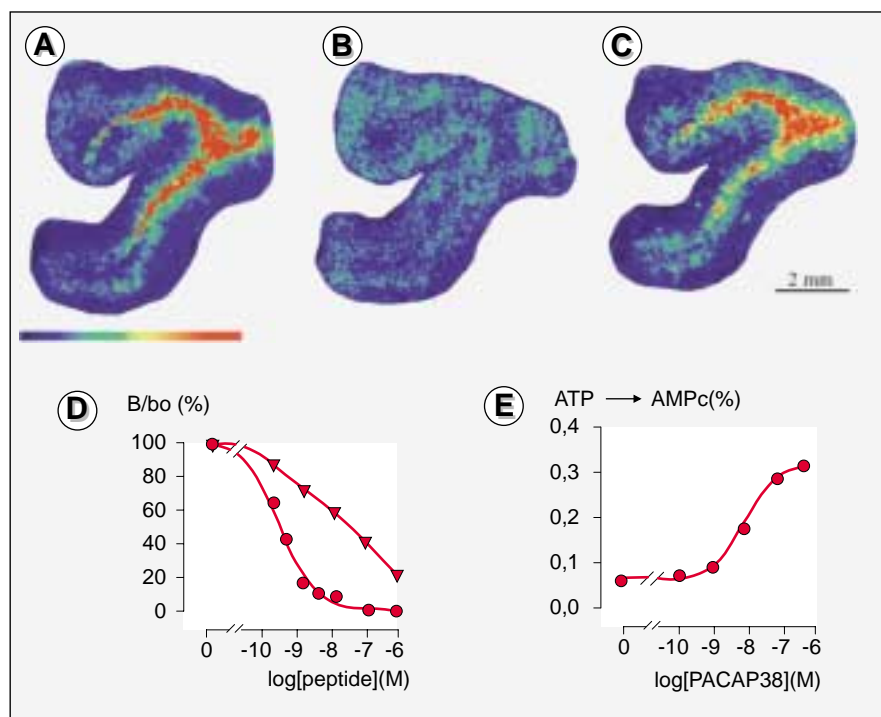 A
B
C
2 mm
D
B/bo (%)
100
80
60
40
20
0
0
-10
-9
-8
-7
-6
log[peptide](M)
E
ATP → AMPc(%)
0,4
0,3
0,2
0,1
0,0
0
-10
-9
-8
-7
-6
log[PACAP38](M)